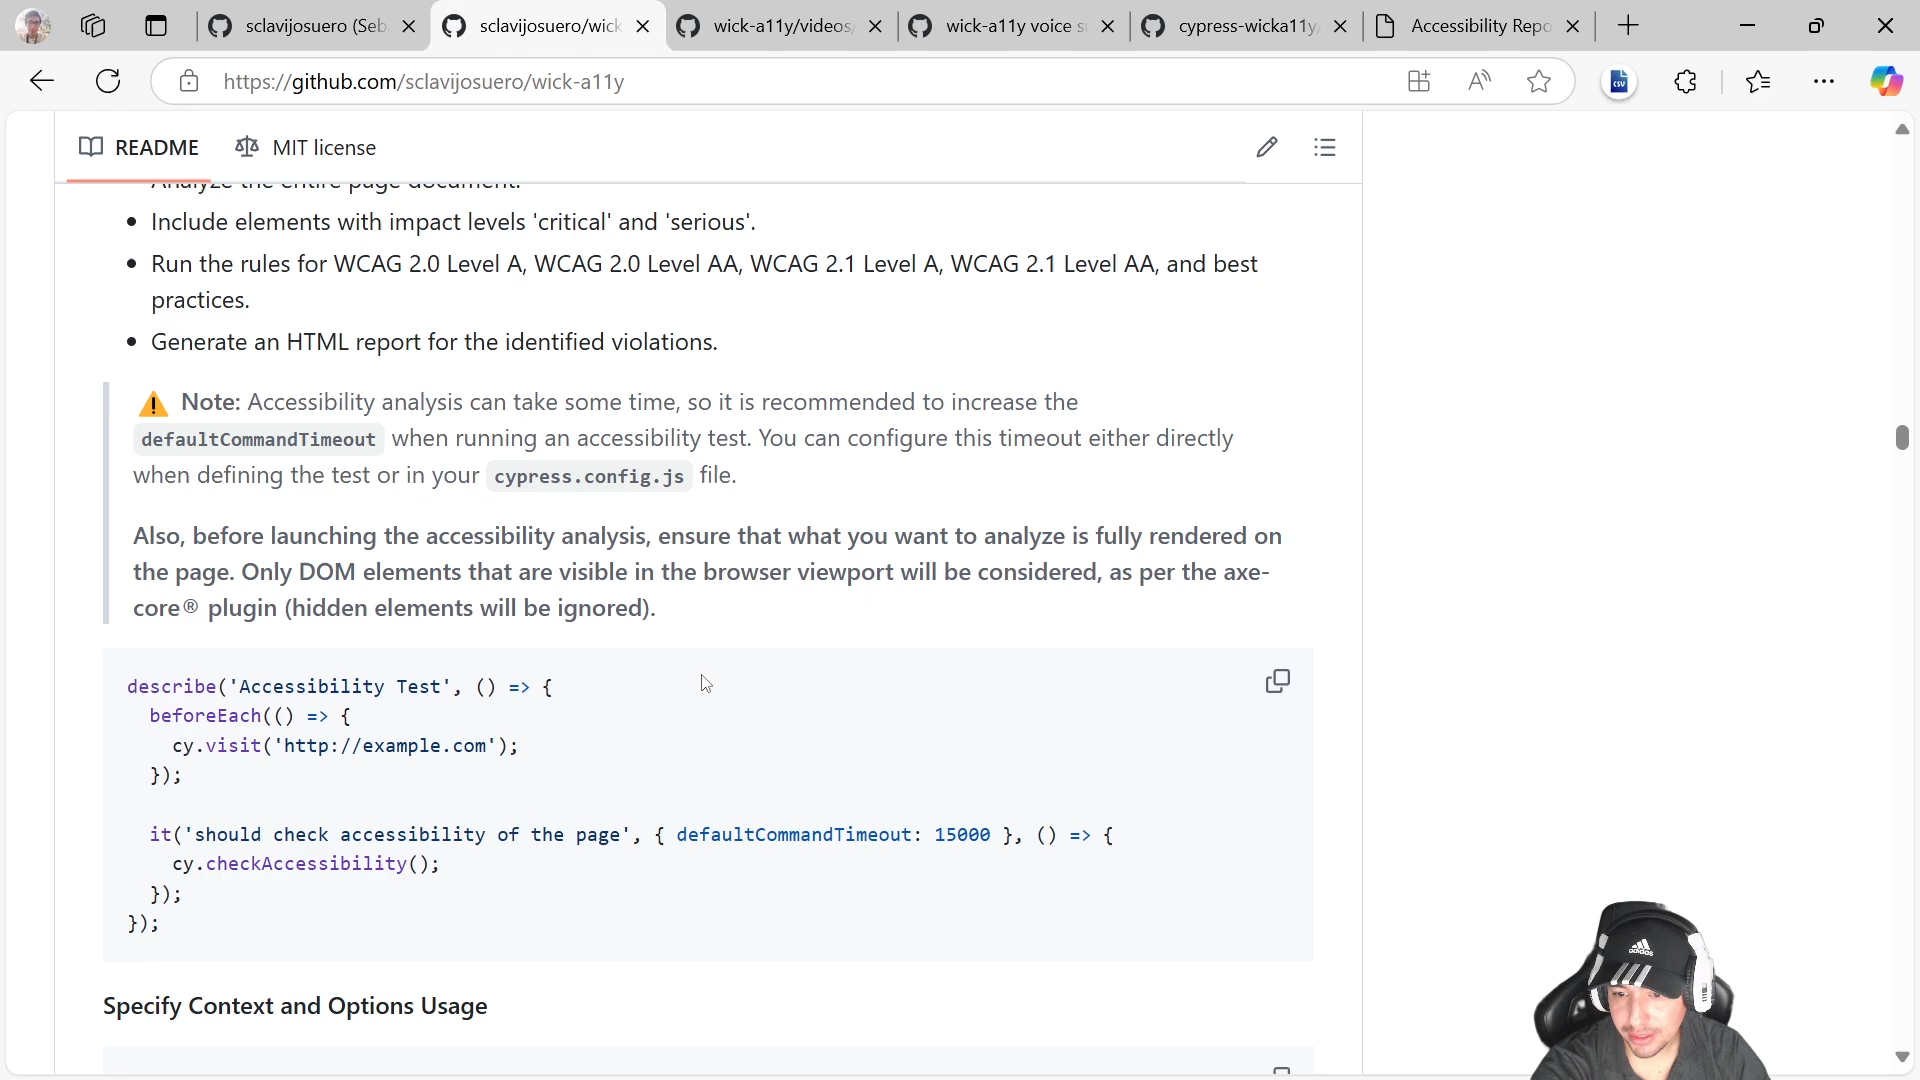 sclavijosuero (Seb
sclavijosuero/wick
wick-a11y/videos/
wick-a11y voice su
cypress-wicka11y/
Accessibility Repo
https://github.com/sclavijosuero/wick-a11y
README
MIT license
Analyze the entire page document.
• Include elements with impact levels 'critical' and 'serious'.
• Run the rules for WCAG 2.0 Level A, WCAG 2.0 Level AA, WCAG 2.1 Level A, WCAG 2.1 Level AA, and best
practices.
• Generate an HTML report for the identified violations.
⚠ Note: Accessibility analysis can take some time, so it is recommended to increase the
defaultCommandTimeout when running an accessibility test. You can configure this timeout either directly
when defining the test or in your cypress.config.js file.
Also, before launching the accessibility analysis, ensure that what you want to analyze is fully rendered on
the page. Only DOM elements that are visible in the browser viewport will be considered, as per the axe-
core® plugin (hidden elements will be ignored).
describe('Accessibility Test', () => {
beforeEach(() => {
cy.visit('http://example.com');
});
it('should check accessibility of the page', { defaultCommandTimeout: 15000 }, () => {
cy.checkAccessibility();
});
});
Specify Context and Options Usage
CSV
adidas